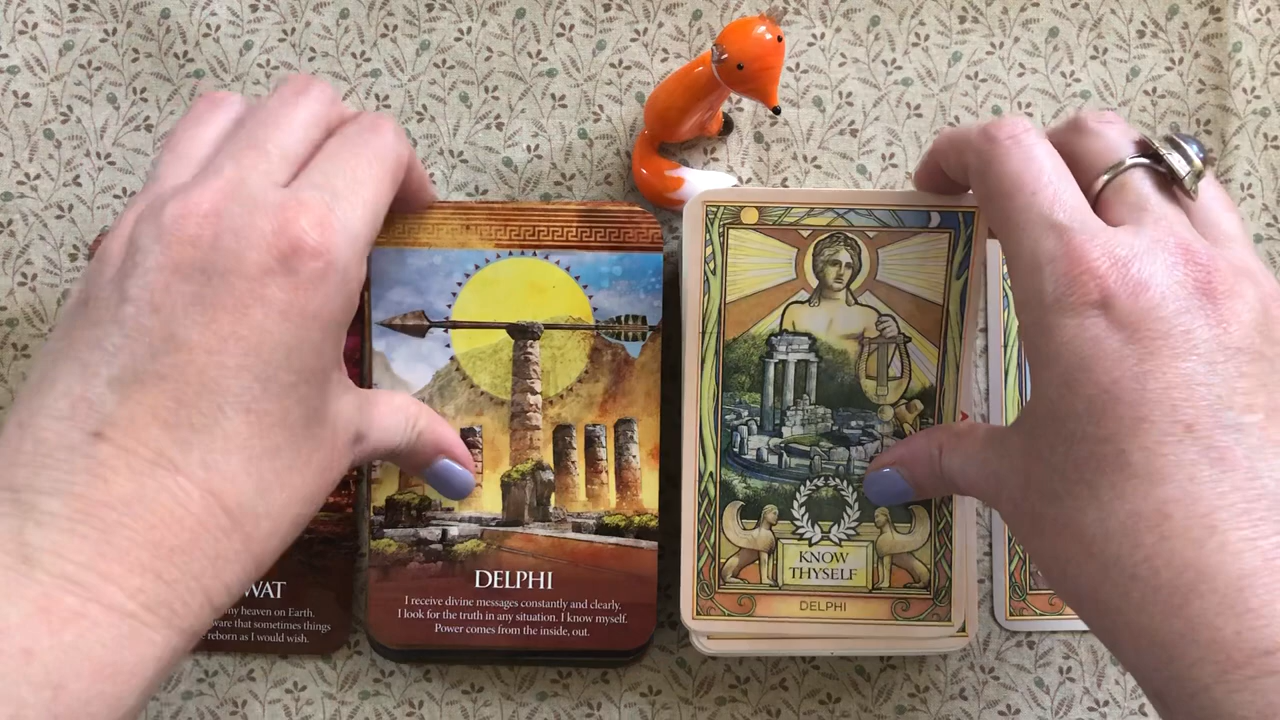 WAT
my heaven on Earth.
ware that sometimes things
reborn as I would wish.
DELPHI
I receive divine messages constantly and clearly.
I look for the truth in any situation. I know myself.
Power comes from the inside, out.
KNOW
THYSELF
DELPHI